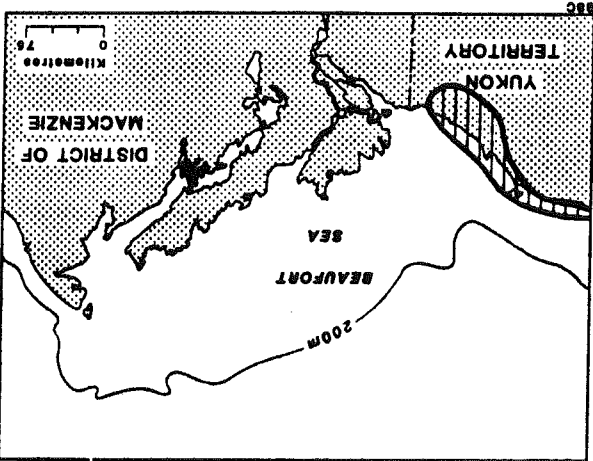 200m
BEAUFORT
SEA
DISTRICT OF
MACKENZIE
YUKON
TERRITORY
Kilometres
0 75